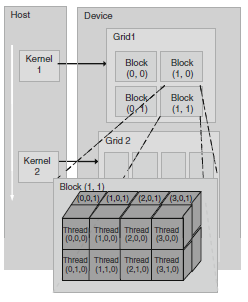 Host
Device
Grid1
Kernel
1
Block
(0, 0)
Block
(1, 0)
Block
(0, 1)
Block
(1, 1)
Grid 2
Kernel
2
Block (1, 1)
(0,0,1) (1,0,1) (2,0,1) (3,0,1)
Thread Thread Thread Thread
(0,0,0) (1,0,0) (2,0,0) (3,0,0)
Thread Thread Thread Thread
(0,1,0) (1,1,0) (2,1,0) (3,1,0)